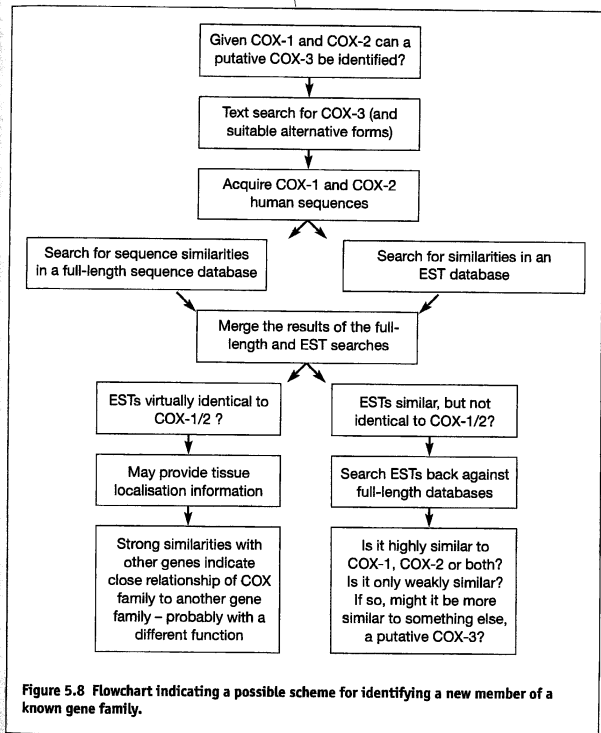 Given COX-1 and COX-2 can a
putative COX-3 be identified?
Text search for COX-3 (and
suitable alternative forms)
Acquire COX-1 and COX-2
human sequences
Search for sequence similarities
in a full-length sequence database
Search for similarities in an
EST database
Merge the results of the full-
length and EST searches
ESTs virtually identical to
COX-1/2 ?
May provide tissue
localisation information
Strong similarities with
other genes indicate
close relationship of COX
family to another gene
family – probably with a
different function
ESTs similar, but not
identical to COX-1/2?
Search ESTs back against
full-length databases
Is it highly similar to
COX-1, COX-2 or both?
Is it only weakly similar?
If so, might it be more
similar to something else,
a putative COX-3?
Figure 5.8 Flowchart indicating a possible scheme for identifying a new member of a
known gene family.